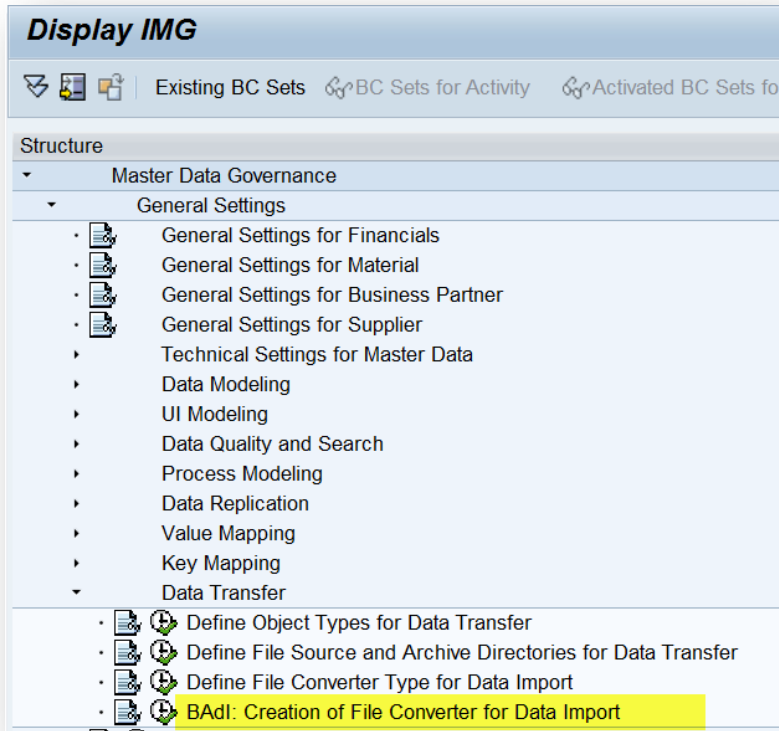 Display IMG
Existing BC Sets BC Sets for Activity Activated BC Sets fo
Structure
Master Data Governance
General Settings
General Settings for Financials
General Settings for Material
General Settings for Business Partner
General Settings for Supplier
Technical Settings for Master Data
Data Modeling
UI Modeling
Data Quality and Search
Process Modeling
Data Replication
Value Mapping
Key Mapping
Data Transfer
Define Object Types for Data Transfer
Define File Source and Archive Directories for Data Transfer
Define File Converter Type for Data Import
BAdI: Creation of File Converter for Data Import